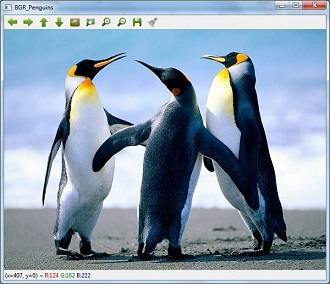 BGR_Penguins
(x=407, y=0) ~ R:124 G:182 B:222